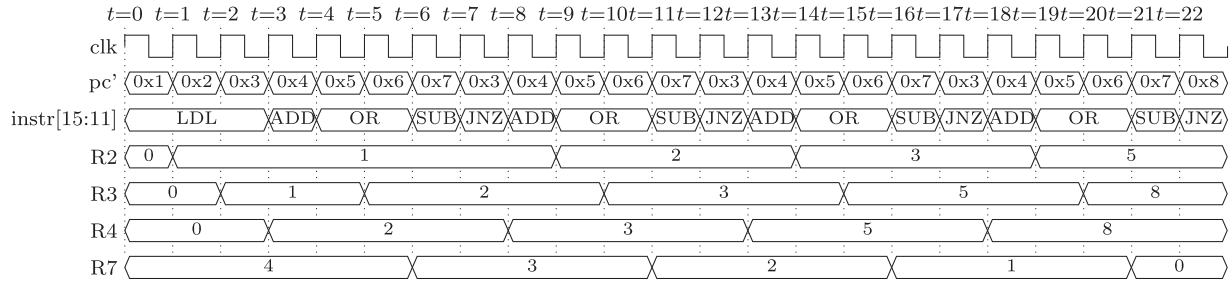 t=0 t=1 t=2 t=3 t=4 t=5 t=6 t=7 t=8 t=9 t=10 t=11 t=12 t=13 t=14 t=15 t=16 t=17 t=18 t=19 t=20 t=21 t=22
clk
pc' 0x1 0x2 0x3 0x4 0x5 0x6 0x7 0x3 0x4 0x5 0x6 0x7 0x3 0x4 0x5 0x6 0x7 0x3 0x4 0x5 0x6 0x7 0x8
instr[15:11] LDL ADD OR SUB JNZ ADD OR SUB JNZ ADD OR SUB JNZ ADD OR SUB JNZ
R2 0 1 2 3 5
R3 0 1 2 3 5 8
R4 0 2 3 5 8
R7 4 3 2 1 0